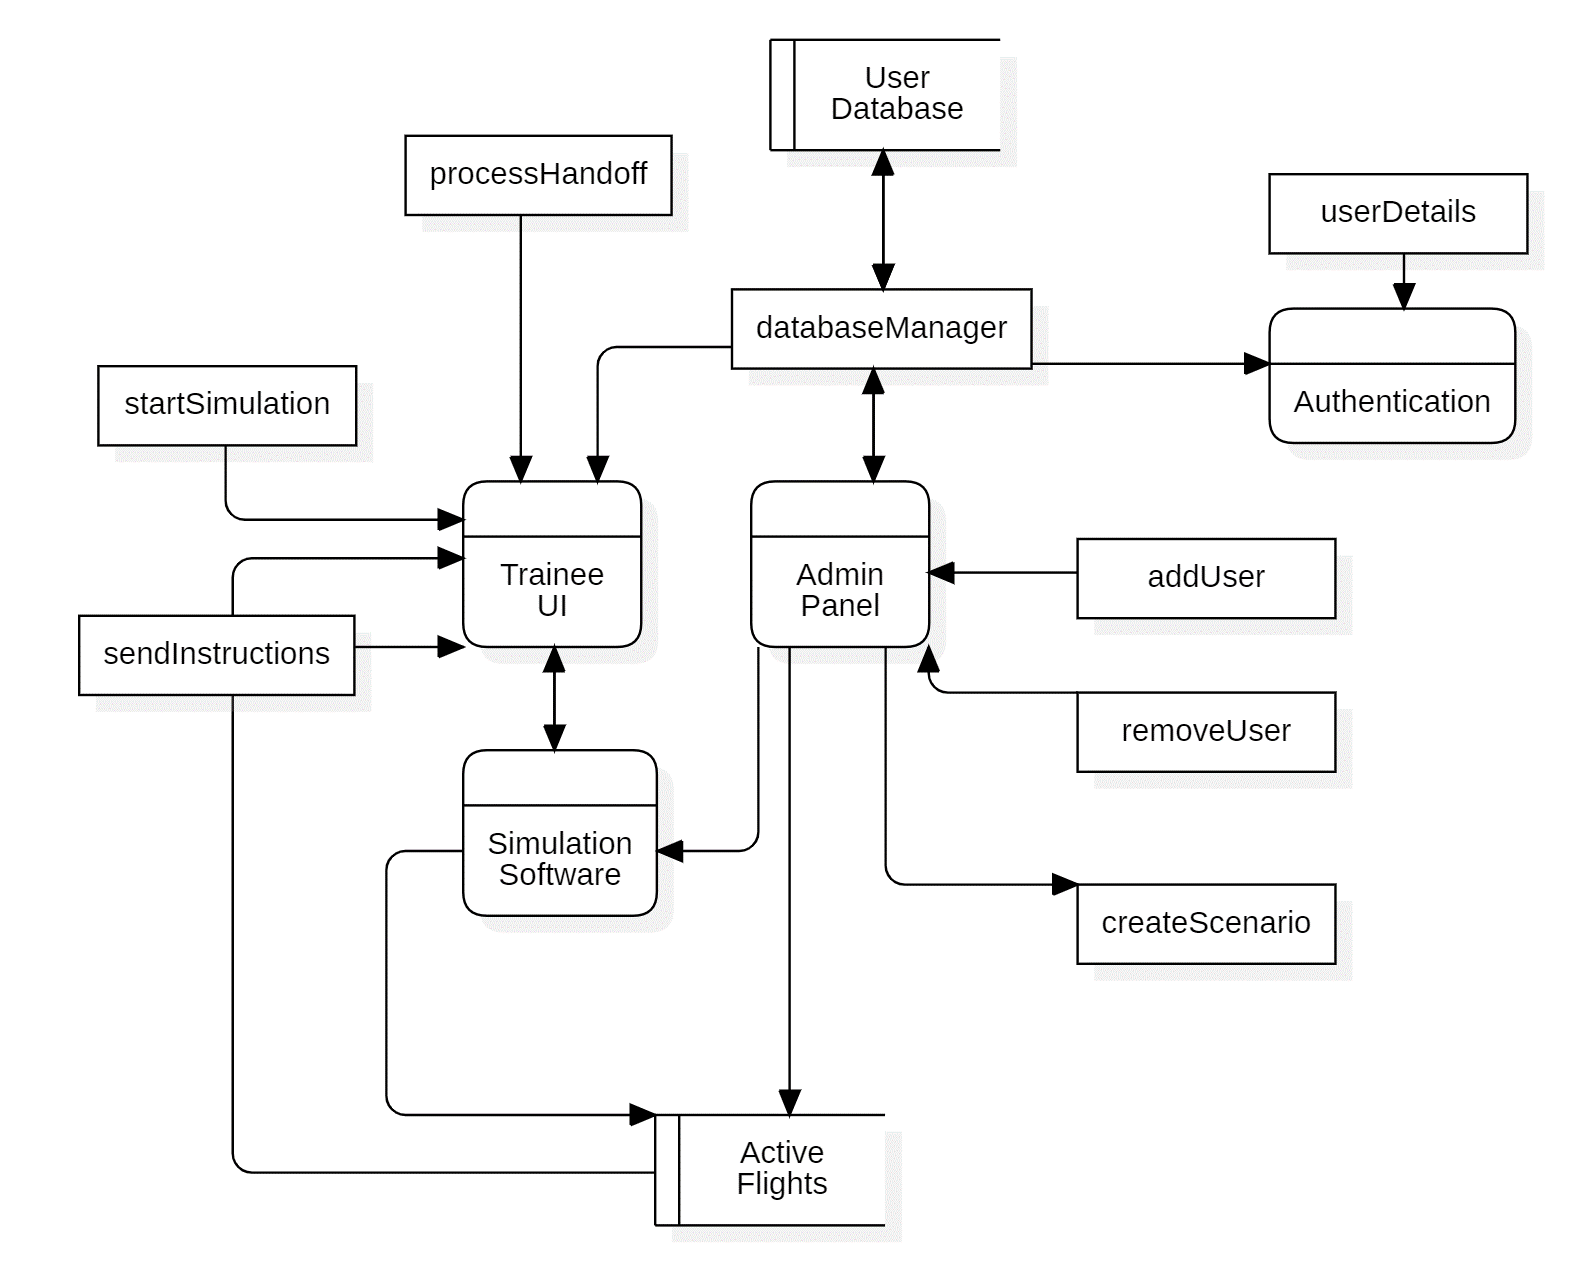 User
Database
processHandoff
userDetails
databaseManager
startSimulation
Authentication
Trainee
UI
Admin
Panel
addUser
sendInstructions
removeUser
Simulation
Software
createScenario
Active
Flights